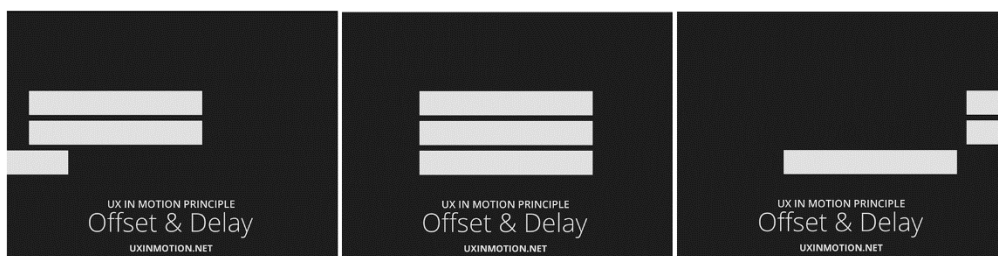 UX IN MOTION PRINCIPLE
Offset & Delay
UXINMOTION.NET
UX IN MOTION PRINCIPLE
Offset & Delay
UXINMOTION.NET
UX IN MOTION PRINCIPLE
Offset & Delay
UXINMOTION.NET